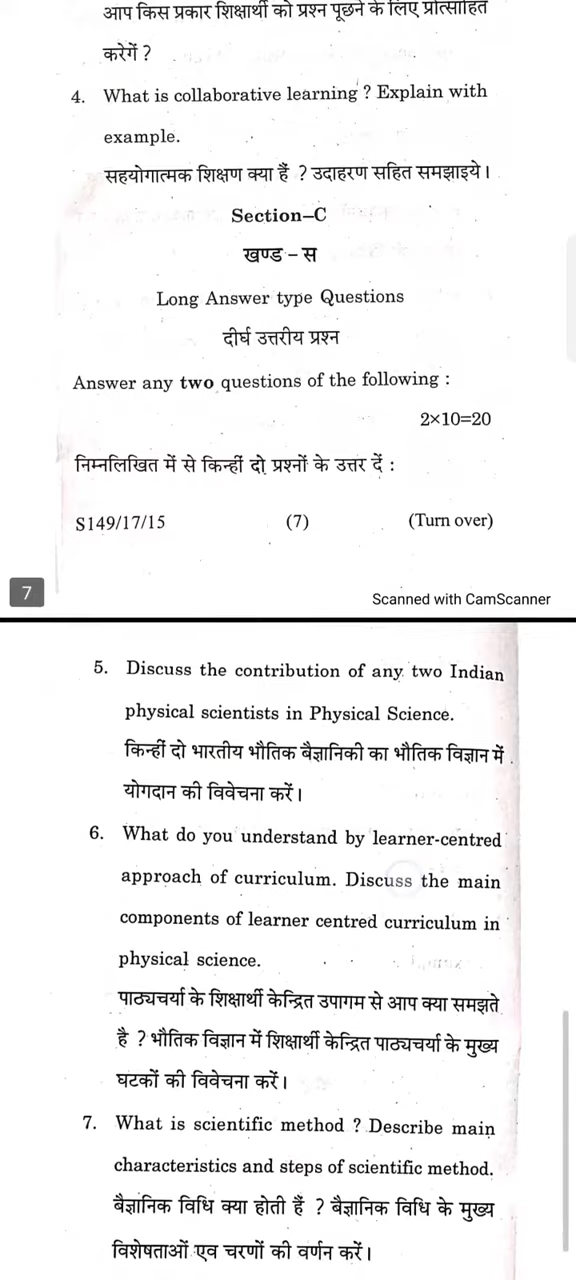 आप किस प्रकार शिक्षार्थी को प्रश्न पूछने के लिए प्रोत्साहित
करेगें ?
4. What is collaborative learning ? Explain with
example.
सहयोगात्मक शिक्षण क्या हैं ? उदाहरण सहित समझाइये।
Section–C
खण्ड – स
Long Answer type Questions
दीर्घ उत्तरीय प्रश्न
Answer any two questions of the following :
2×10=20
निम्नलिखित में से किन्हीं दो प्रश्नों के उत्तर दें :
S149/17/15 (7) (Turn over)
7
Scanned with CamScanner
5. Discuss the contribution of any two Indian
physical scientists in Physical Science.
किन्हीं दो भारतीय भौतिक बैज्ञानिकी का भौतिक विज्ञान में
योगदान की विवेचना करें।
6. What do you understand by learner-centred
approach of curriculum. Discuss the main
components of learner centred curriculum in
physical science.
पाठ्यचर्या के शिक्षार्थी केन्द्रित उपागम से आप क्या समझते
है ? भौतिक विज्ञान में शिक्षार्थी केन्द्रित पाठ्यचर्या के मुख्य
घटकों की विवेचना करें।
7. What is scientific method ? Describe main
characteristics and steps of scientific method.
बैज्ञानिक विधि क्या होती हैं ? बैज्ञानिक विधि के मुख्य
विशेषताओं एव चरणों की वर्णन करें।